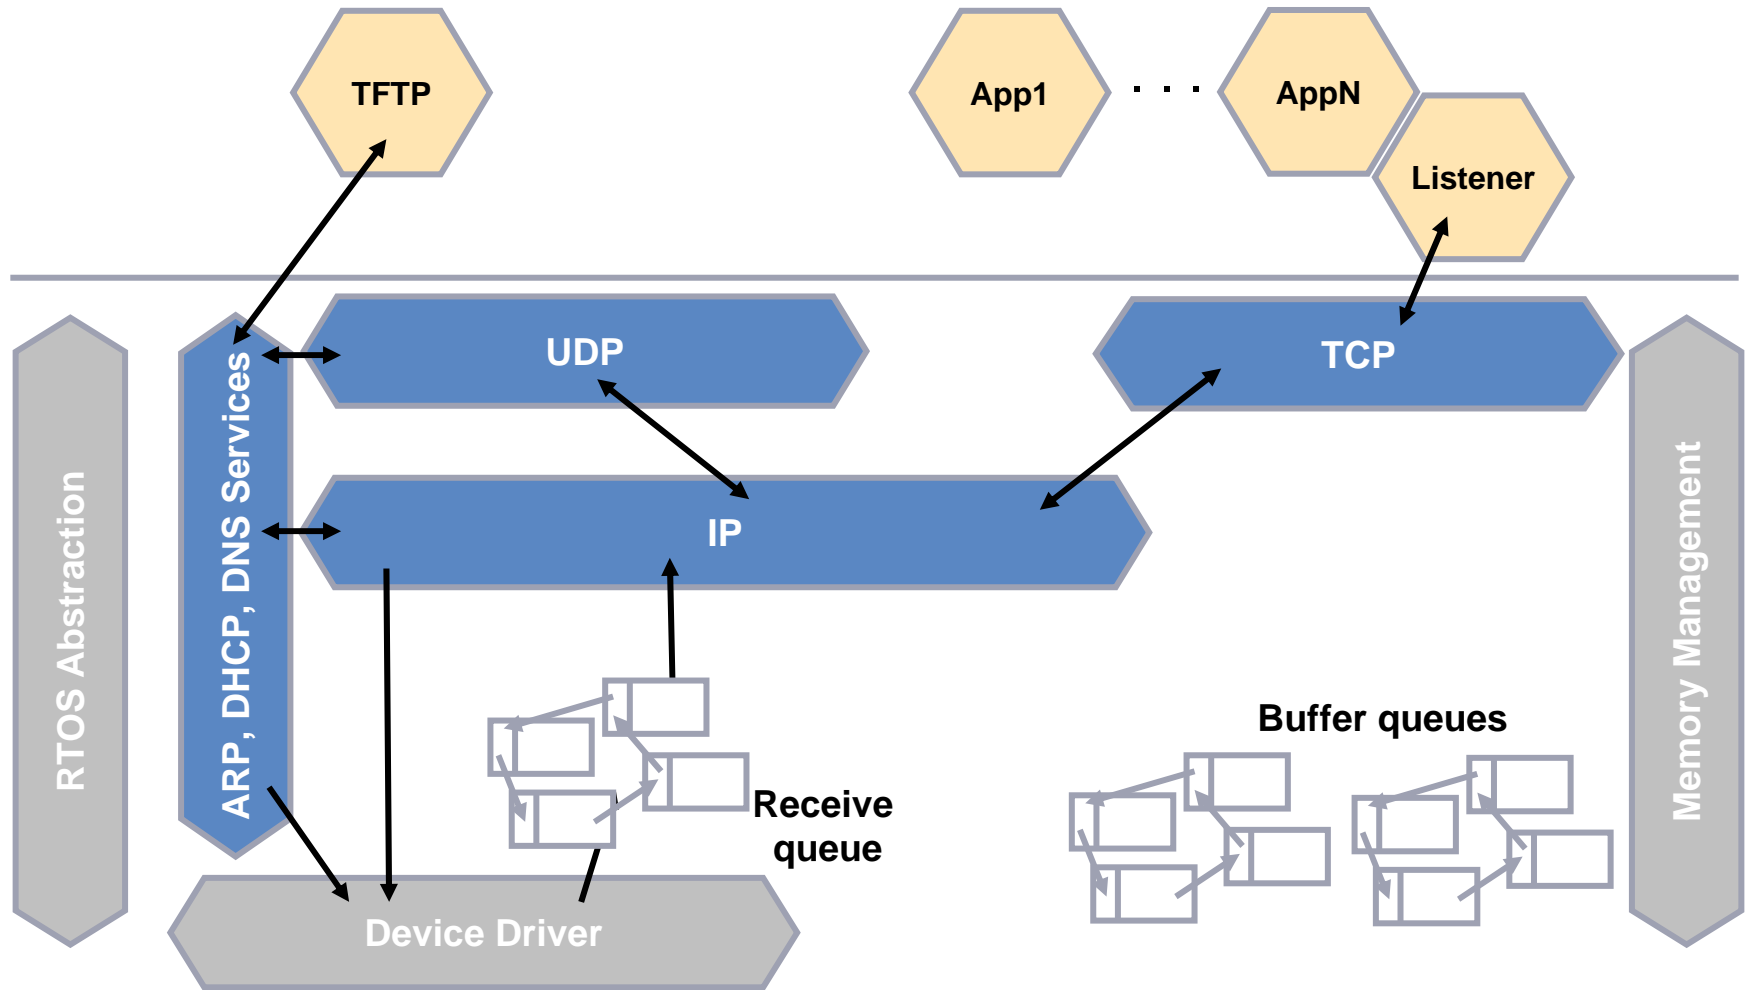 TFTP
App1
. . .
AppN
Listener
UDP
TCP
RTOS Abstraction
ARP, DHCP, DNS Services
IP
Memory Management
Buffer queues
Receive
queue
Device Driver